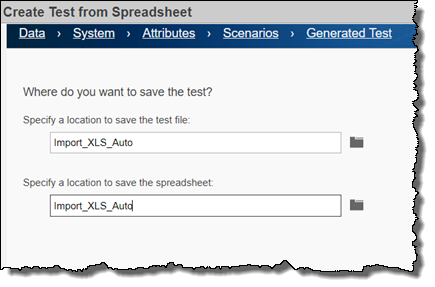 Create Test from Spreadsheet
Data › System › Attributes › Scenarios › Generated Test
Where do you want to save the test?
Specify a location to save the test file:
Import_XLS_Auto
Specify a location to save the spreadsheet:
Import_XLS_Auto